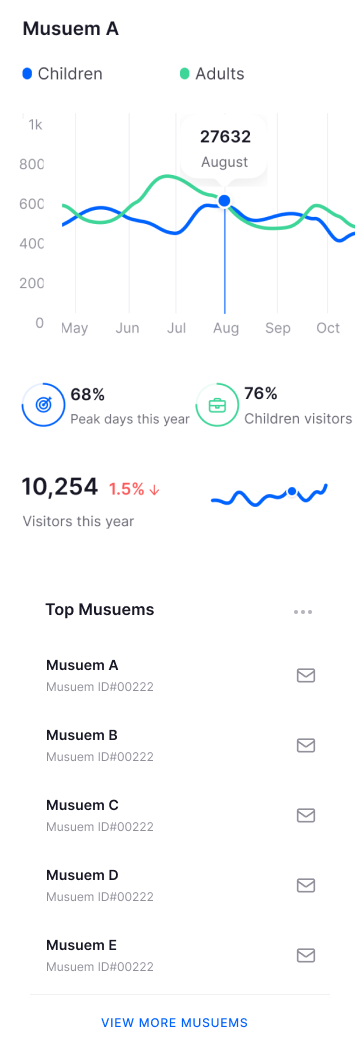 Musuem A
Children Adults
1k
800
600
400
200
0
27632
August
May Jun Jul Aug Sep Oct
68%
Peak days this year
76%
Children visitors
10,254 1.5% ↓
Visitors this year
Top Musuems
Musuem A
Musuem ID#00222
Musuem B
Musuem ID#00222
Musuem C
Musuem ID#00222
Musuem D
Musuem ID#00222
Musuem E
Musuem ID#00222
VIEW MORE MUSUEMS